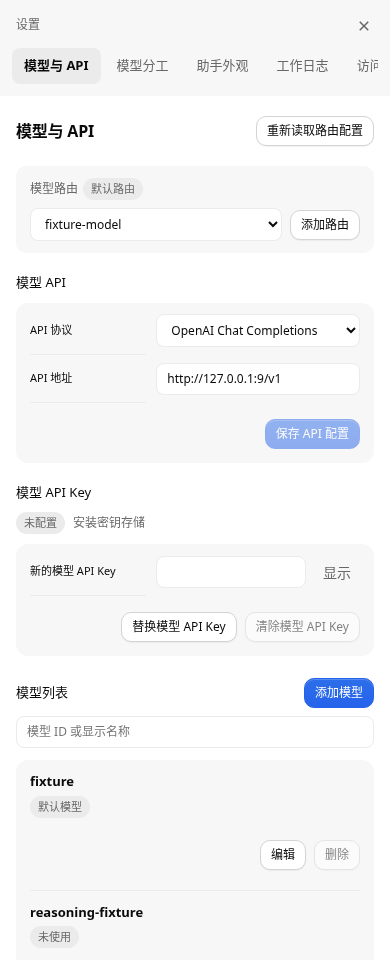 设置
模型与 API 模型分工 助手外观 工作日志 访问
模型与 API 重新读取路由配置
模型路由 默认路由
fixture-model 添加路由
模型 API
API 协议 OpenAI Chat Completions
API 地址 http://127.0.0.1:9/v1
保存 API 配置
模型 API Key
未配置 安装密钥存储
新的模型 API Key 显示
替换模型 API Key 清除模型 API Key
模型列表 添加模型
模型 ID 或显示名称
fixture
默认模型
编辑 删除
reasoning-fixture
未使用